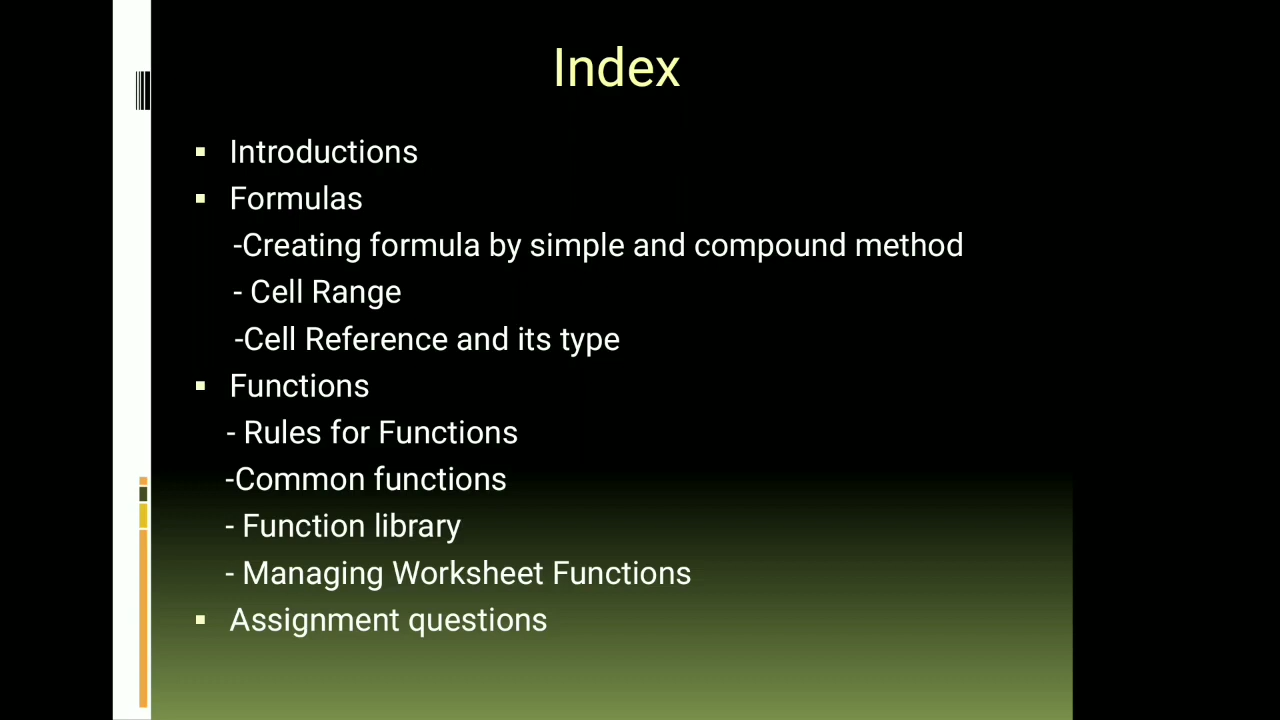 Index
▪ Introductions
▪ Formulas
-Creating formula by simple and compound method
- Cell Range
-Cell Reference and its type
▪ Functions
- Rules for Functions
-Common functions
- Function library
- Managing Worksheet Functions
▪ Assignment questions